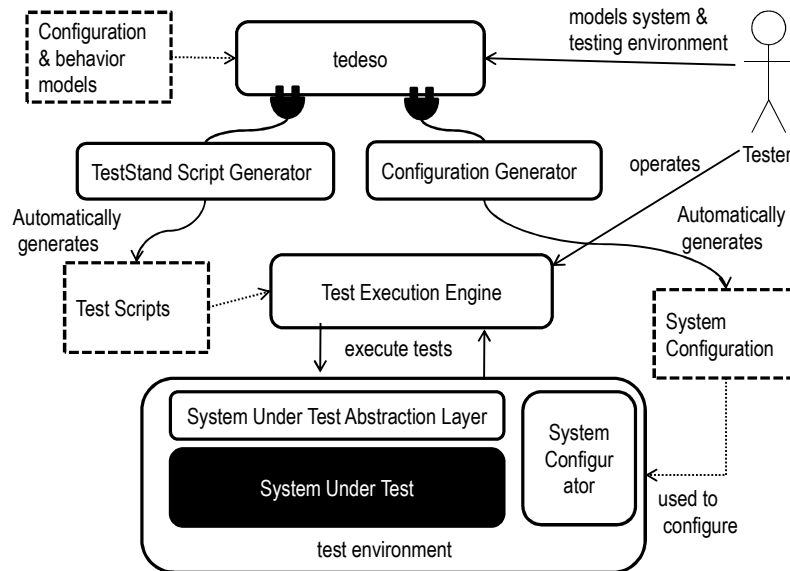 Configuration
& behavior
models
tedeso
models system &
testing environment
Tester
TestStand Script Generator
Configuration Generator
operates
Automatically
generates
Automatically
generates
Test Scripts
Test Execution Engine
System
Configuration
execute tests
System Under Test Abstraction Layer
System
Configur
ator
System Under Test
used to
configure
test environment